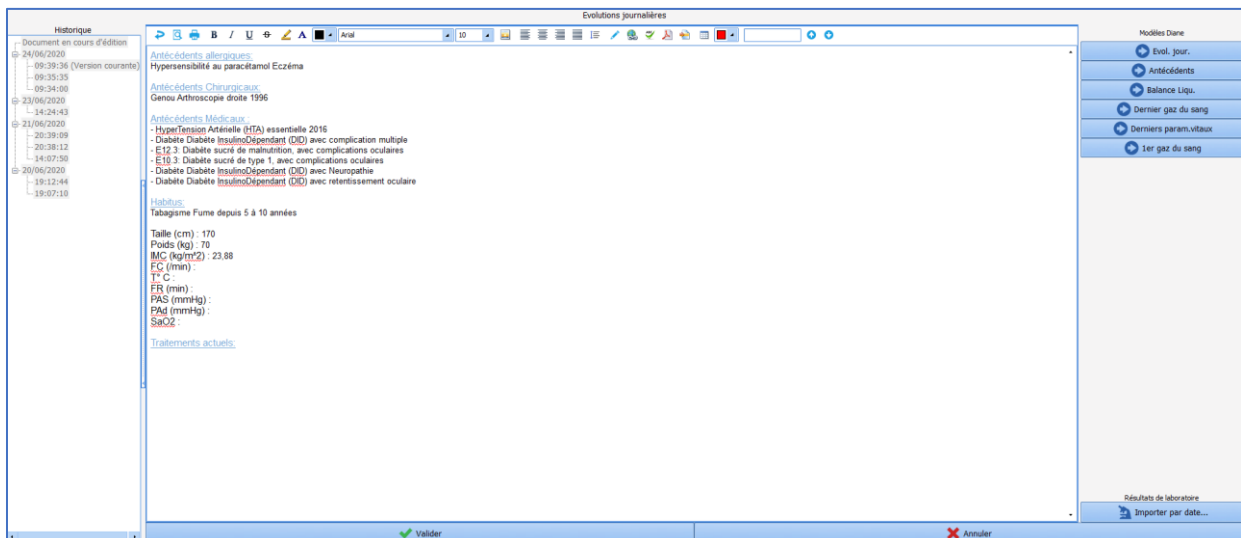 Evolutions journalières
Historique
Document en cours d'édition
24/06/2020
09:39:36 (Version courante)
09:35:35
09:34:00
23/06/2020
14:24:43
21/06/2020
20:39:09
20:38:12
14:07:50
20/06/2020
19:12:44
19:07:10
B I U S A Arial 10
Antécédents allergiques:
Hypersensibilité au paracétamol Eczéma
Antécédents Chirurgicaux:
Genou Arthroscopie droite 1996
Antécédents Médicaux :
- HyperTension Artérielle (HTA) essentielle 2016
- Diabète Diabète InsulinoDépendant (DID) avec complication multiple
- E12.3: Diabète sucré de malnutrition, avec complications oculaires
- E10.3: Diabète sucré de type 1, avec complications oculaires
- Diabète Diabète InsulinoDépendant (DID) avec Neuropathie
- Diabète Diabète InsulinoDépendant (DID) avec retentissement oculaire
Habitus:
Tabagisme Fume depuis 5 à 10 années
Taille (cm) : 170
Poids (kg) : 70
IMC (kg/m^2) : 23,88
FC (/min) :
T° C :
FR (min) :
PAS (mmHg) :
PAd (mmHg) :
SaO2 :
Traitements actuels:
Modèles Diane
Evol. jour.
Antécédents
Balance Liqu.
Dernier gaz du sang
Derniers param.vitaux
1er gaz du sang
Résultats de laboratoire
Importer par date...
Valider
Annuler